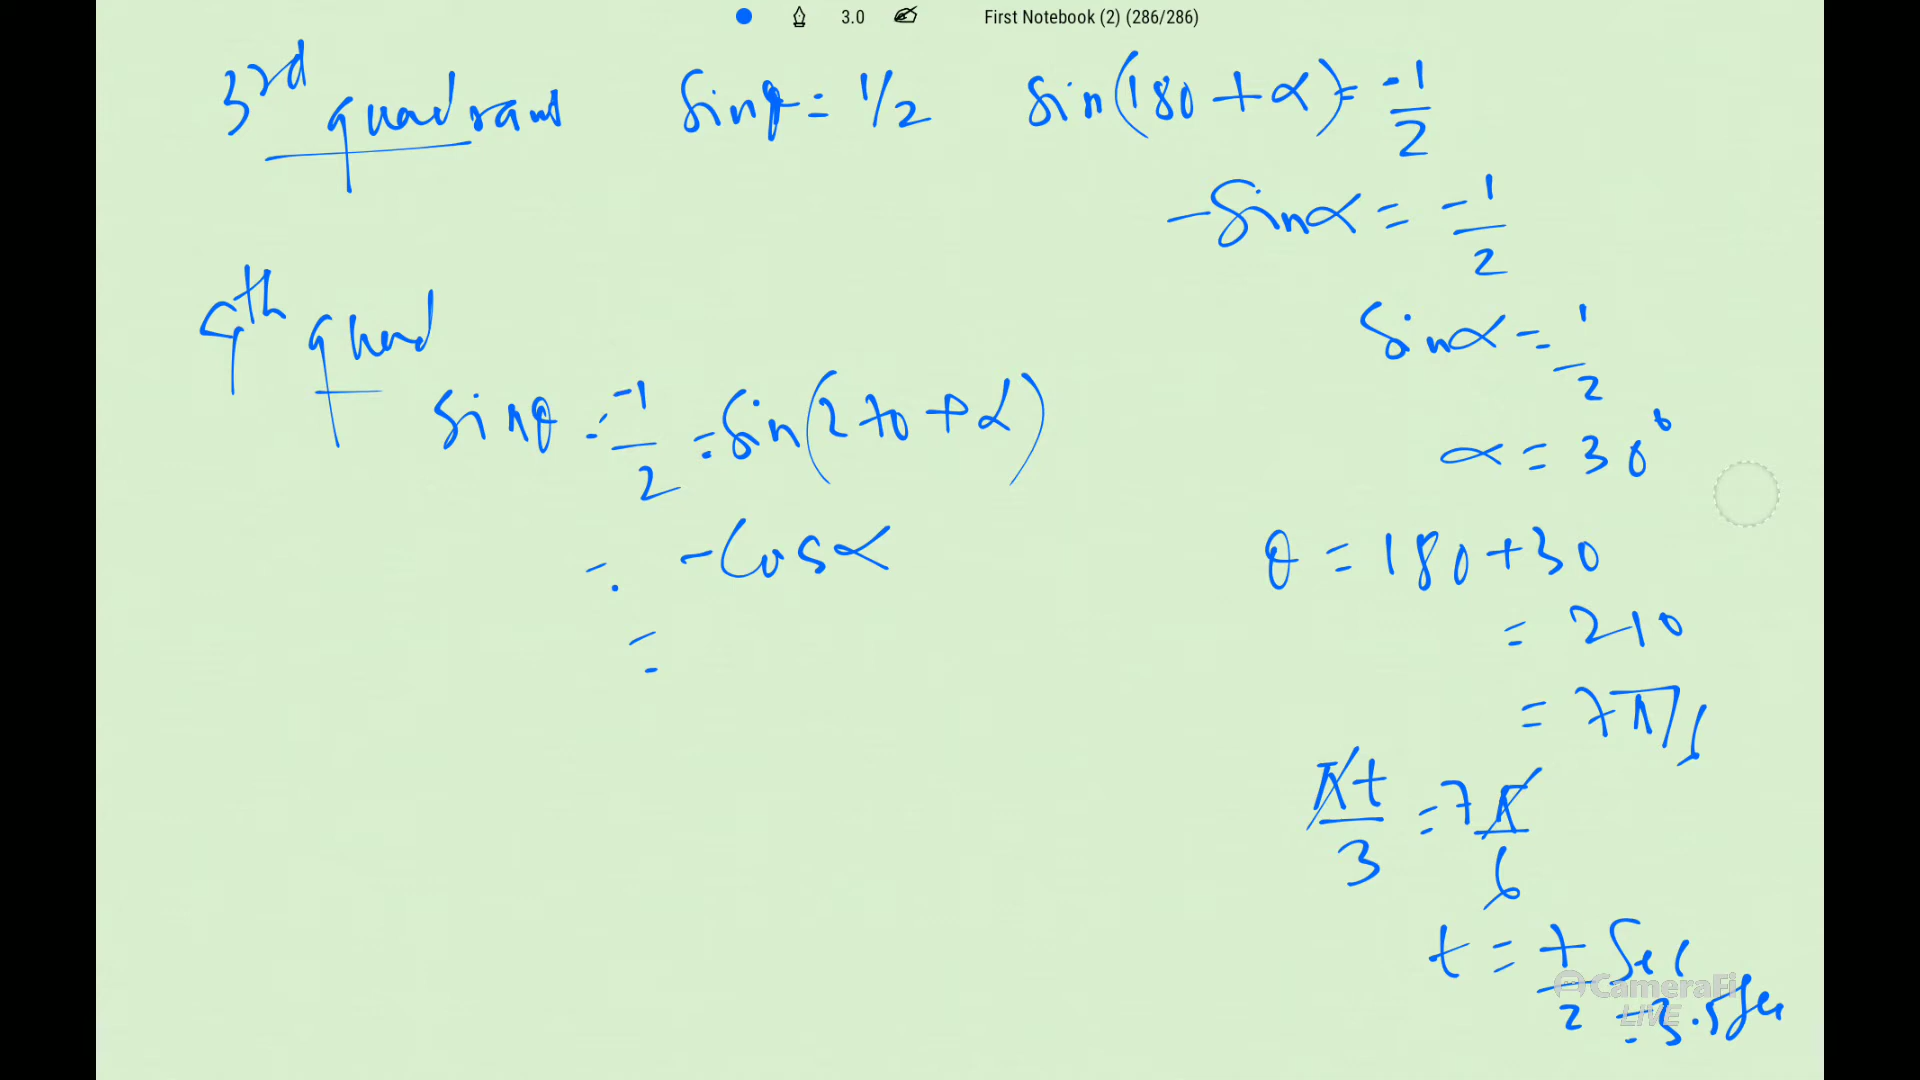 3.0 First Notebook (2) (286/286)
3rd quadrant sinθ = 1/2 sin(180 + α) = -1/2
-sinα = -1/2
sinα = 1/2
α = 30°
θ = 180 + 30
= 210
= 7π/6
πt/3 = 7π/6
t = 7/2 Sec
= 3.5 Sec
4th quad
sinθ = -1/2 = sin(270 + α)
= -Cosα
=
CameraFi
LIVE